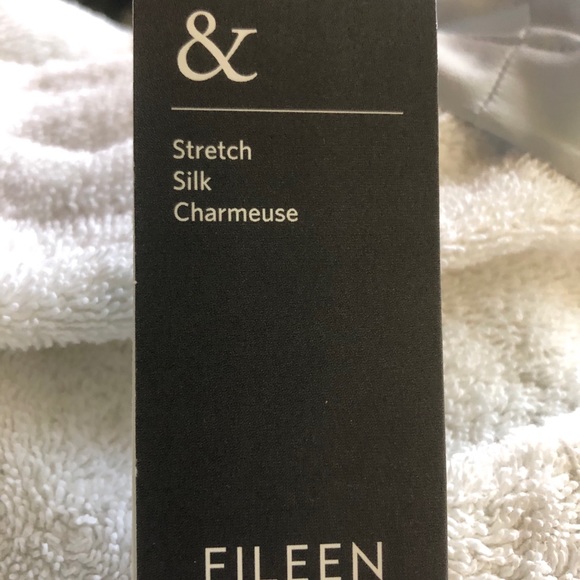 &
Stretch
Silk
Charmeuse
EILEEN